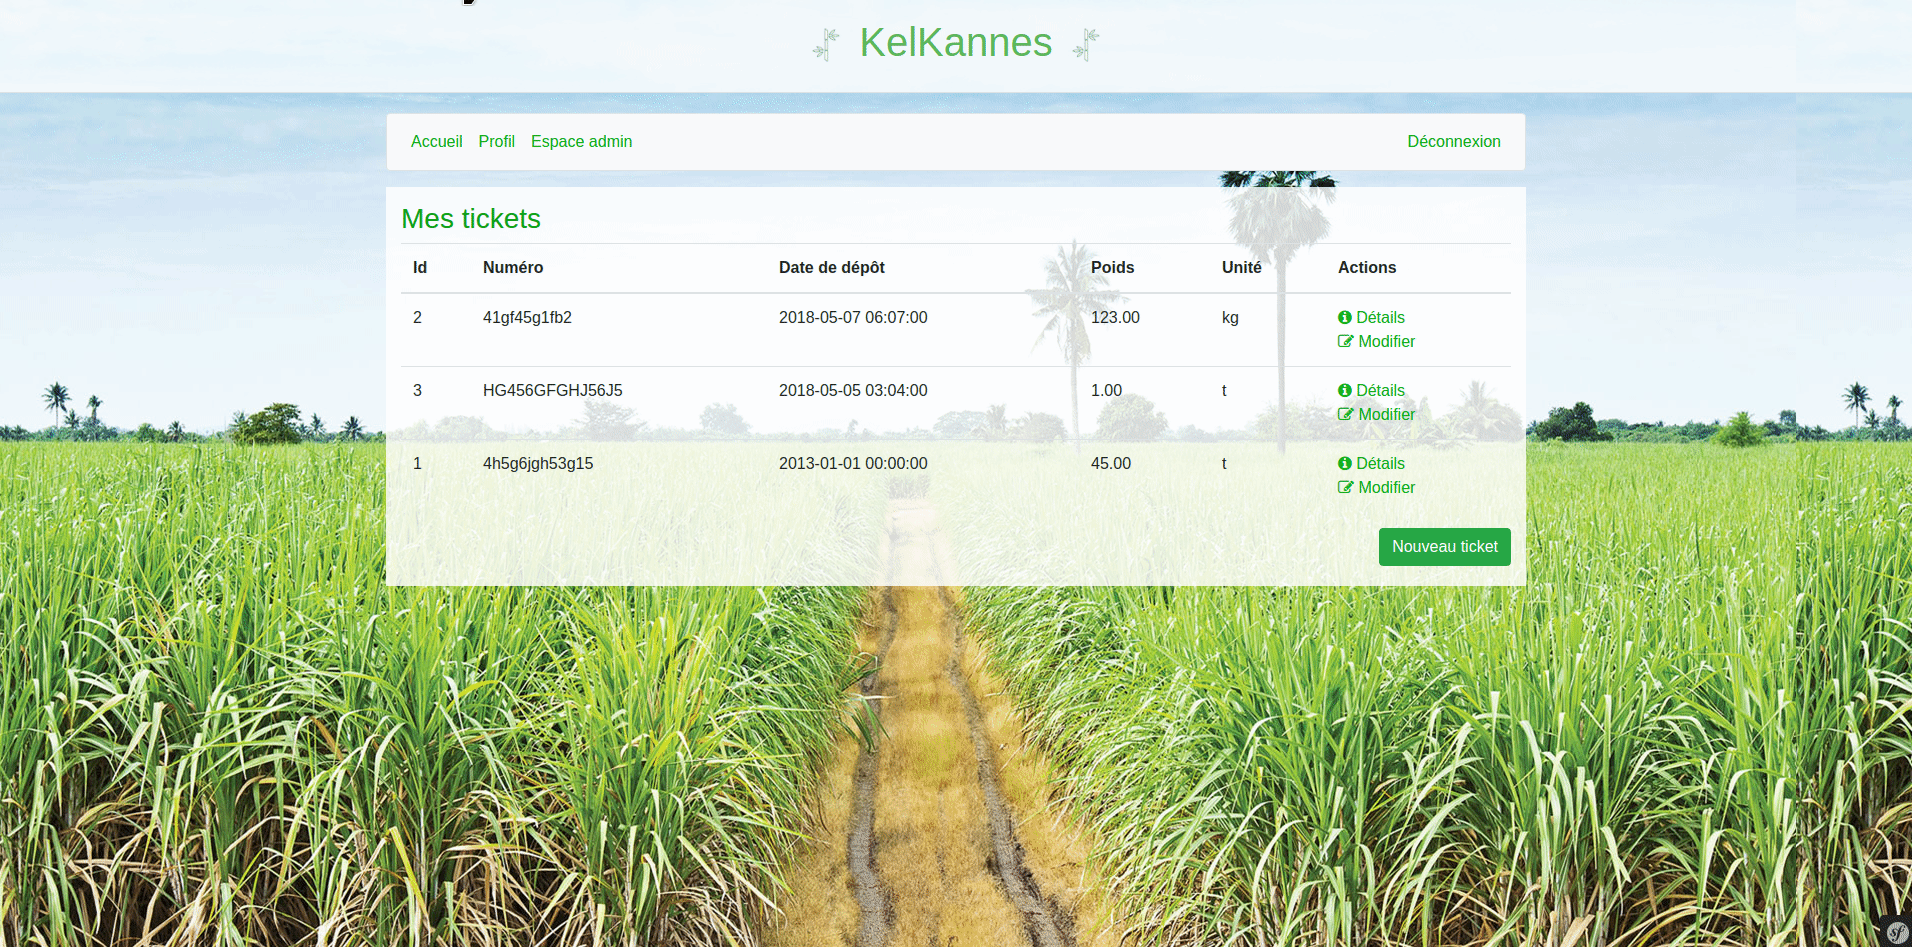 KelKannes
Accueil Profil Espace admin Déconnexion
Mes tickets
Id Numéro Date de dépôt Poids Unité Actions
2 41gf45g1fb2 2018-05-07 06:07:00 123.00 kg Détails
Modifier
3 HG456GFGHJ56J5 2018-05-05 03:04:00 1.00 t Détails
Modifier
1 4h5g6jgh53g15 2013-01-01 00:00:00 45.00 t Détails
Modifier
Nouveau ticket
sf